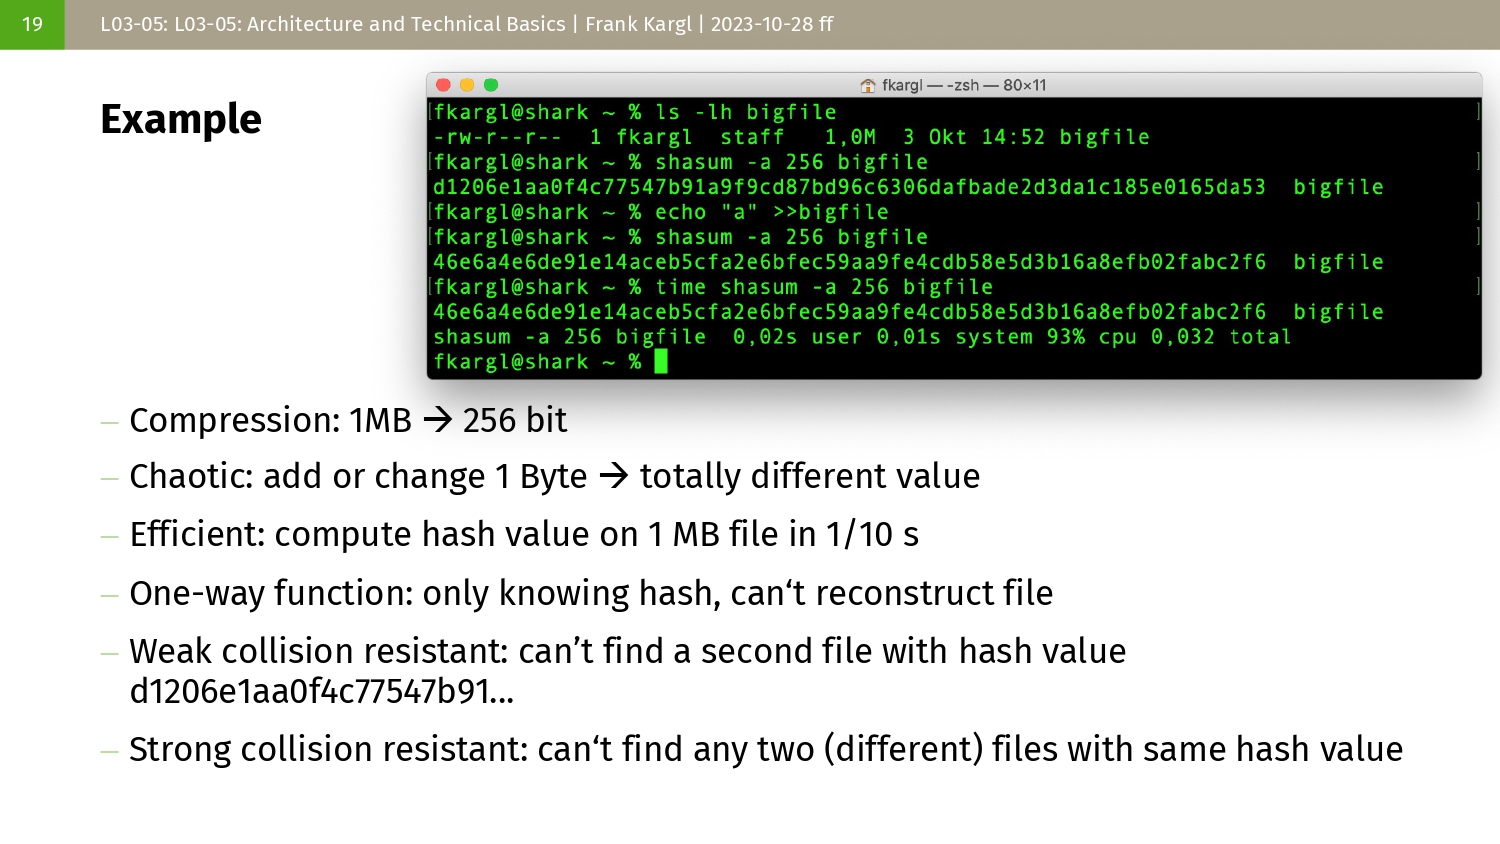 19
L03-05: L03-05: Architecture and Technical Basics | Frank Kargl | 2023-10-28 ff
Example
fkargl — -zsh — 80×11
[fkargl@shark ~ % ls -lh bigfile ]
-rw-r--r--  1 fkargl  staff   1,0M  3 Okt 14:52 bigfile
[fkargl@shark ~ % shasum -a 256 bigfile ]
d1206e1aa0f4c77547b91a9f9cd87bd96c6306dafbade2d3da1c185e0165da53  bigfile
[fkargl@shark ~ % echo "a" >>bigfile ]
[fkargl@shark ~ % shasum -a 256 bigfile ]
46e6a4e6de91e14aceb5cfa2e6bfec59aa9fe4cdb58e5d3b16a8efb02fabc2f6  bigfile
[fkargl@shark ~ % time shasum -a 256 bigfile ]
46e6a4e6de91e14aceb5cfa2e6bfec59aa9fe4cdb58e5d3b16a8efb02fabc2f6  bigfile
shasum -a 256 bigfile  0,02s user 0,01s system 93% cpu 0,032 total
fkargl@shark ~ %
– Compression: 1MB → 256 bit
– Chaotic: add or change 1 Byte → totally different value
– Efficient: compute hash value on 1 MB file in 1/10 s
– One-way function: only knowing hash, can‘t reconstruct file
– Weak collision resistant: can’t find a second file with hash value
d1206e1aa0f4c77547b91…
– Strong collision resistant: can‘t find any two (different) files with same hash value